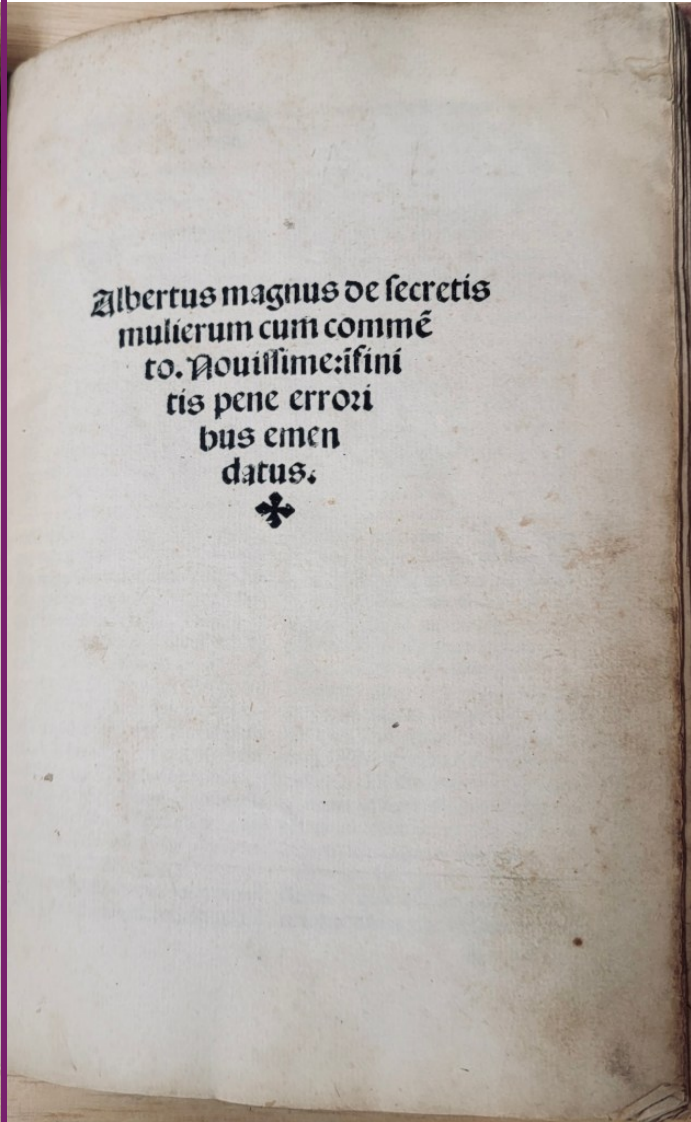 Albertus magnus de ſecretis
mulierum cum commē
to. Nouiſſime:īfini
tis pene errori
bus emen
datus.